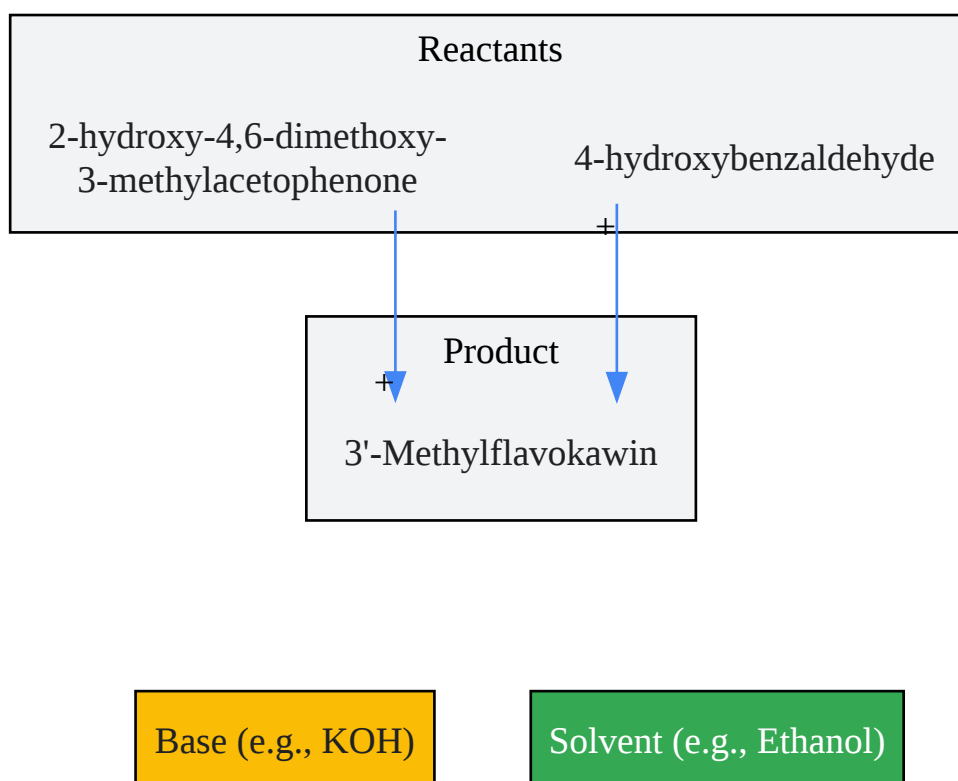 Reactants
2-hydroxy-4,6-dimethoxy-
3-methylacetophenone
4-hydroxybenzaldehyde
+
Product
+
3'-Methylflavokawin
Base (e.g., KOH)
Solvent (e.g., Ethanol)